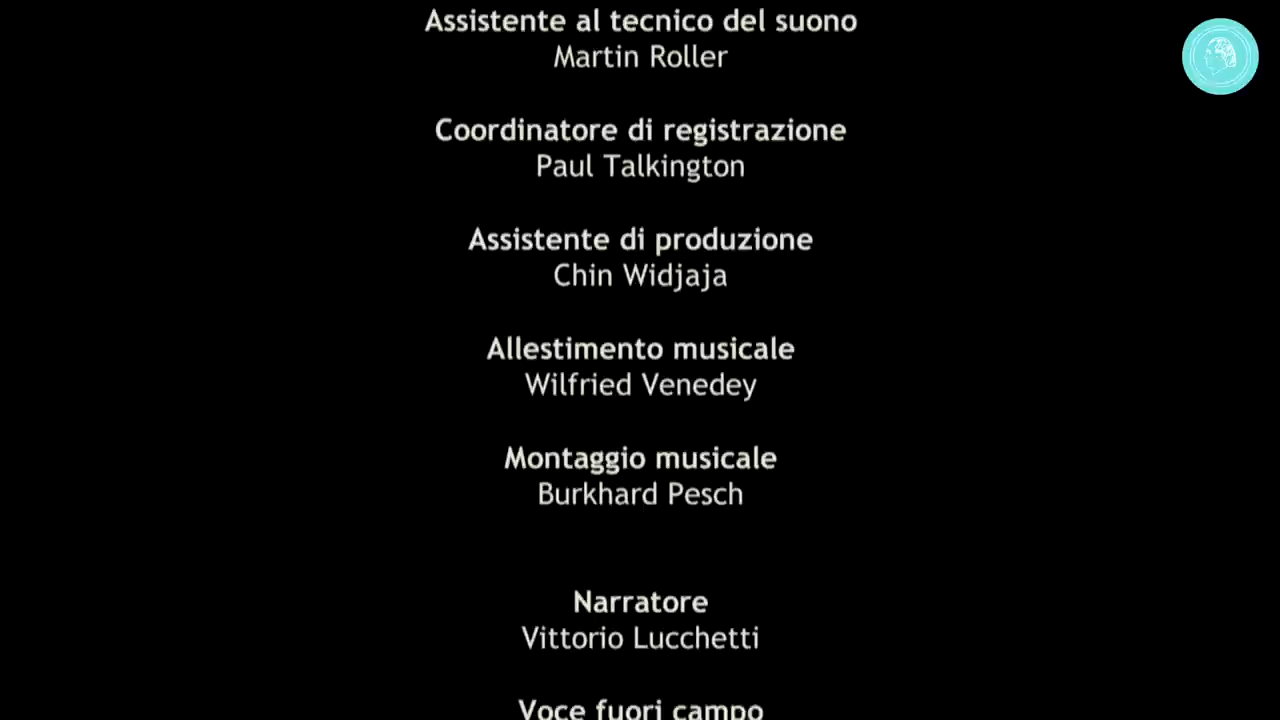 Assistente al tecnico del suono
Martin Roller
Coordinatore di registrazione
Paul Talkington
Assistente di produzione
Chin Widjaja
Allestimento musicale
Wilfried Venedey
Montaggio musicale
Burkhard Pesch
Narratore
Vittorio Lucchetti
Voce fuori campo